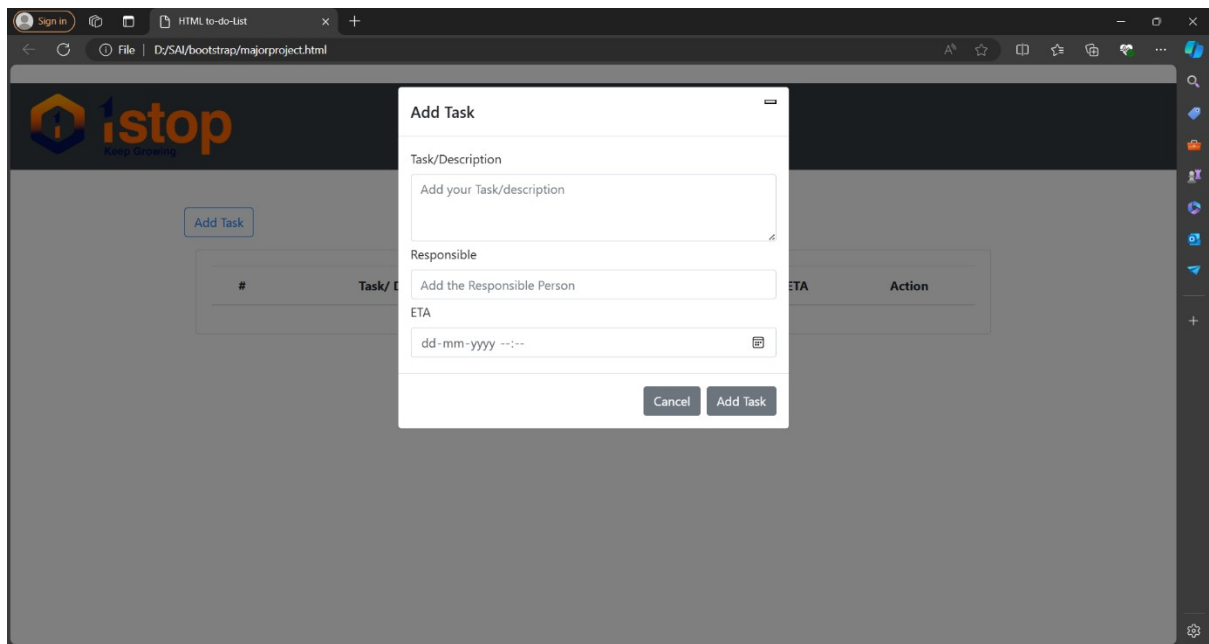 Sign in
HTML to-do-List
File | D:/SAI/bootstrap/majorproject.html
1stop
Keep Growing
Add Task
Task/Description
Add your Task/description
Add Task
Responsible
# Task/ ETA Action
Add the Responsible Person
ETA
dd-mm-yyyy --:--
Cancel Add Task